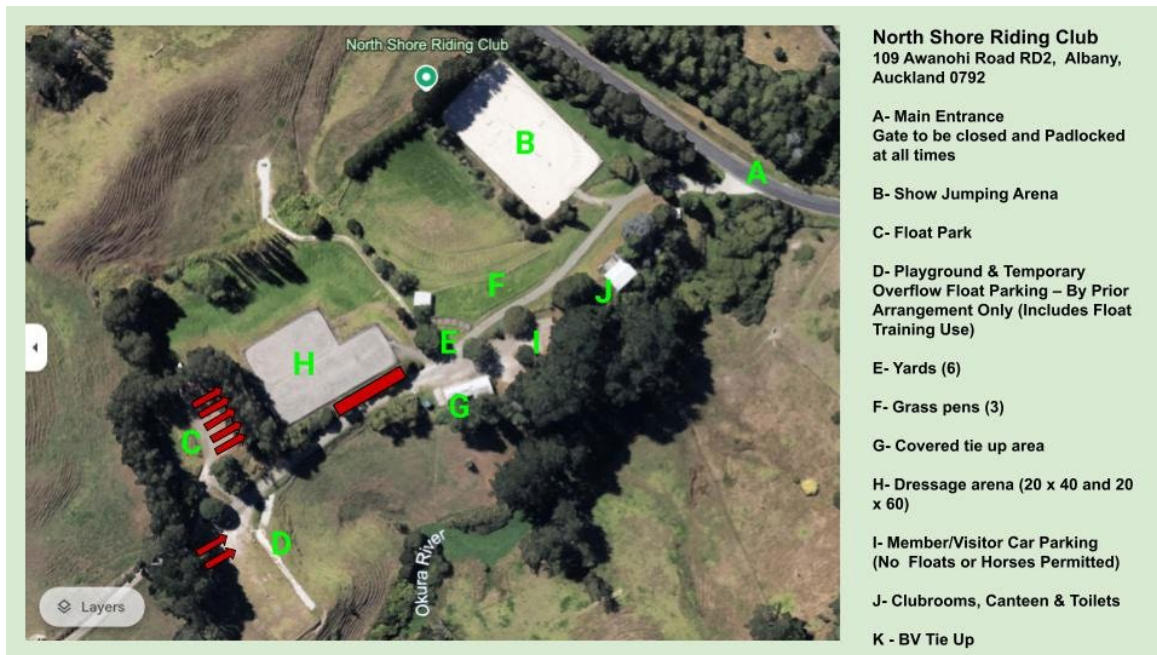 North Shore Riding Club
B
A
F
J
E
I
H
G
C
D
Okura River
Layers
North Shore Riding Club
109 Awanohi Road RD2, Albany,
Auckland 0792
A- Main Entrance
Gate to be closed and Padlocked
at all times
B- Show Jumping Arena
C- Float Park
D- Playground & Temporary
Overflow Float Parking – By Prior
Arrangement Only (Includes Float
Training Use)
E- Yards (6)
F- Grass pens (3)
G- Covered tie up area
H- Dressage arena (20 x 40 and 20
x 60)
I- Member/Visitor Car Parking
(No Floats or Horses Permitted)
J- Clubrooms, Canteen & Toilets
K - BV Tie Up